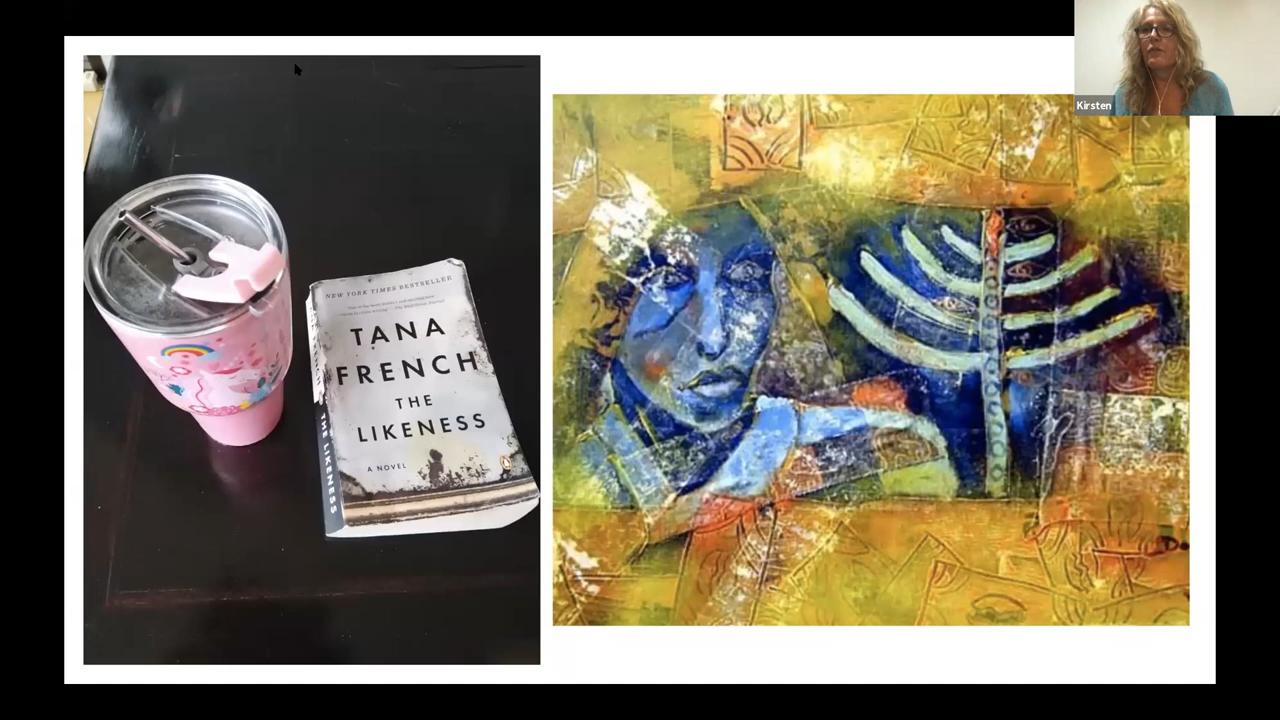 Kirsten
NEW YORK TIMES BESTSELLER
TANA
FRENCH
THE
LIKENESS
A NOVEL
THE LIKENESS